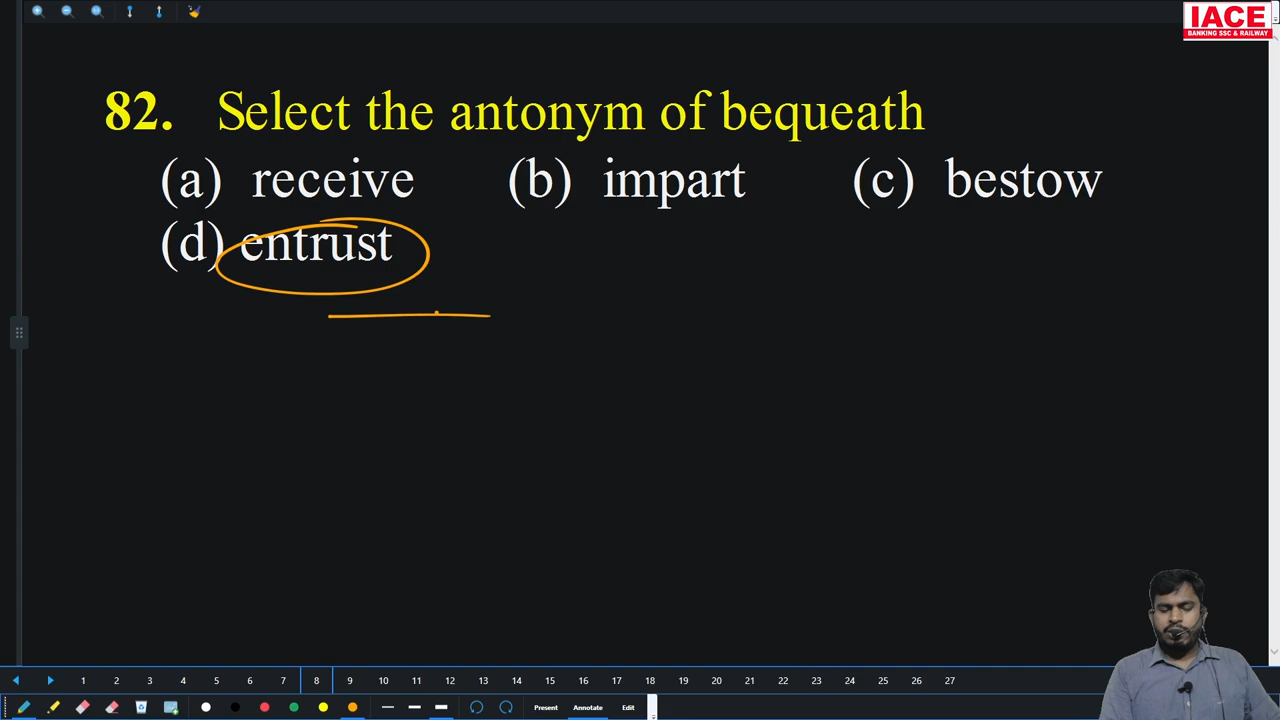 IACE
BANKING SSC & RAILWAY
82. Select the antonym of bequeath
(a) receive (b) impart (c) bestow
(d) entrust
1 2 3 4 5 6 7 8 9 10 11 12 13 14 15 16 17 18 19 20 21 22 23 24 25 26 27
Present Annotate Edit